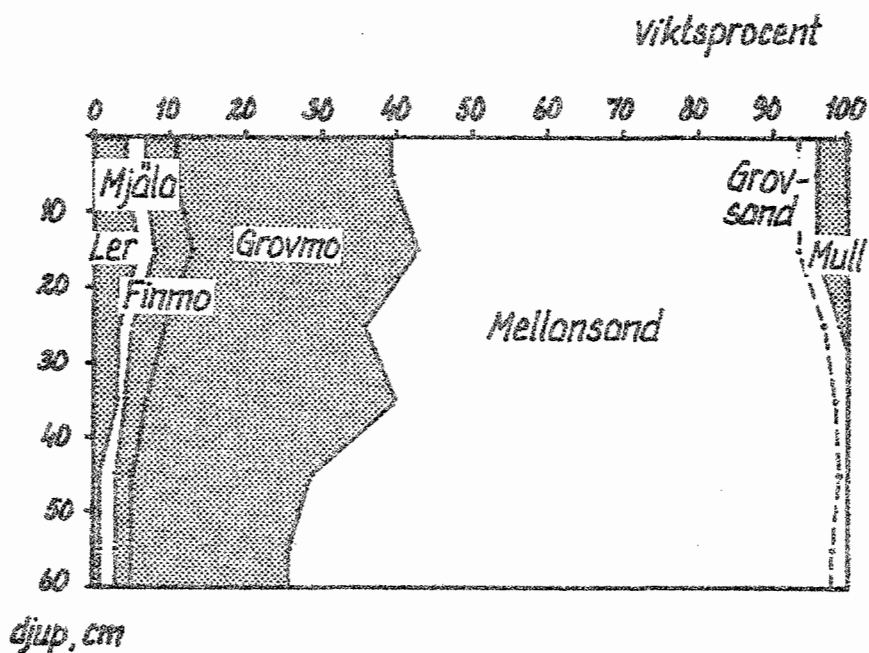 Viktsprocent
0 10 20 30 40 50 60 70 80 90 100
Mjäla
Grov
sand
10
Ler
Grovmo
Mull
20
Finmo
Mellansand
30
40
50
60
djup, cm